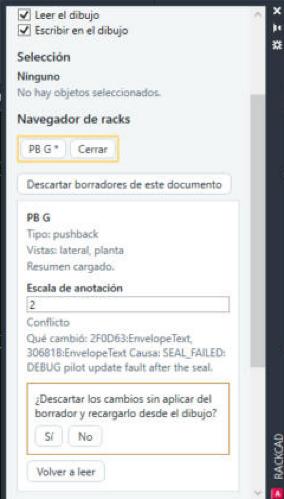 Leer el dibujo
Escribir en el dibujo
Selección
Ninguno
No hay objetos seleccionados.
Navegador de racks
PB G * Cerrar
Descartar borradores de este documento
PB G
Tipo: pushback
Vistas: lateral, planta
Resumen cargado.
Escala de anotación
2
Conflicto
Qué cambió: 2F0D63:EnvelopeText,
30681B:EnvelopeText Causa: SEAL_FAILED:
DEBUG pilot update fault after the seal.
¿Descartar los cambios sin aplicar del
borrador y recargarlo desde el dibujo?
Sí No
Volver a leer
RACKCAD